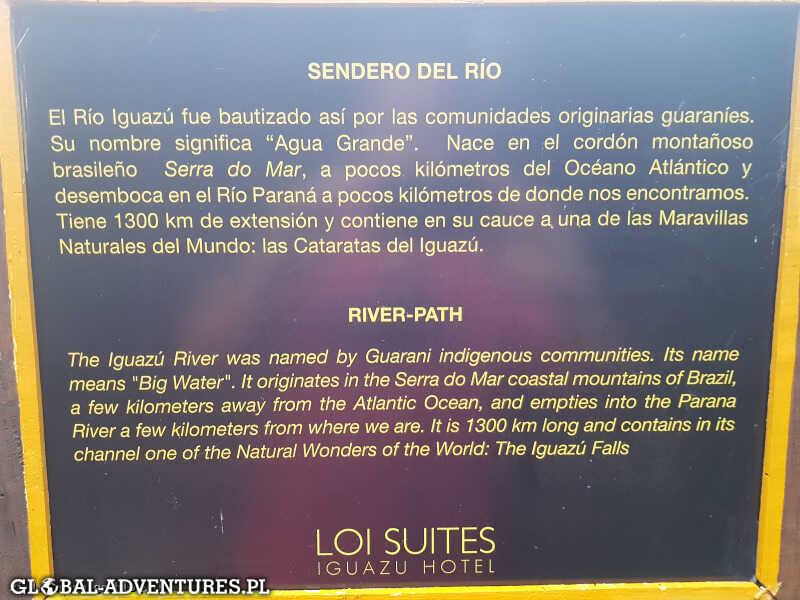 SENDERO DEL RÍO
El Río Iguazú fue bautizado así por las comunidades originarias guaraníes.
Su nombre significa “Agua Grande”. Nace en el cordón montañoso
brasileño Serra do Mar, a pocos kilómetros del Océano Atlántico y
desemboca en el Río Paraná a pocos kilómetros de donde nos encontramos.
Tiene 1300 km de extensión y contiene en su cauce a una de las Maravillas
Naturales del Mundo: las Cataratas del Iguazú.
RIVER-PATH
The Iguazú River was named by Guarani indigenous communities. Its name
means "Big Water". It originates in the Serra do Mar coastal mountains of Brazil,
a few kilometers away from the Atlantic Ocean, and empties into the Parana
River a few kilometers from where we are. It is 1300 km long and contains in its
channel one of the Natural Wonders of the World: The Iguazú Falls
LOI SUITES
IGUAZU HOTEL
GLOBAL-ADVENTURES.PL